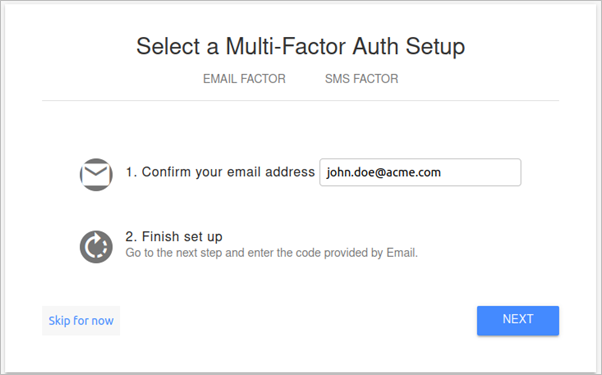 Select a Multi-Factor Auth Setup
EMAIL FACTOR SMS FACTOR
1. Confirm your email address john.doe@acme.com
2. Finish set up
Go to the next step and enter the code provided by Email.
Skip for now NEXT